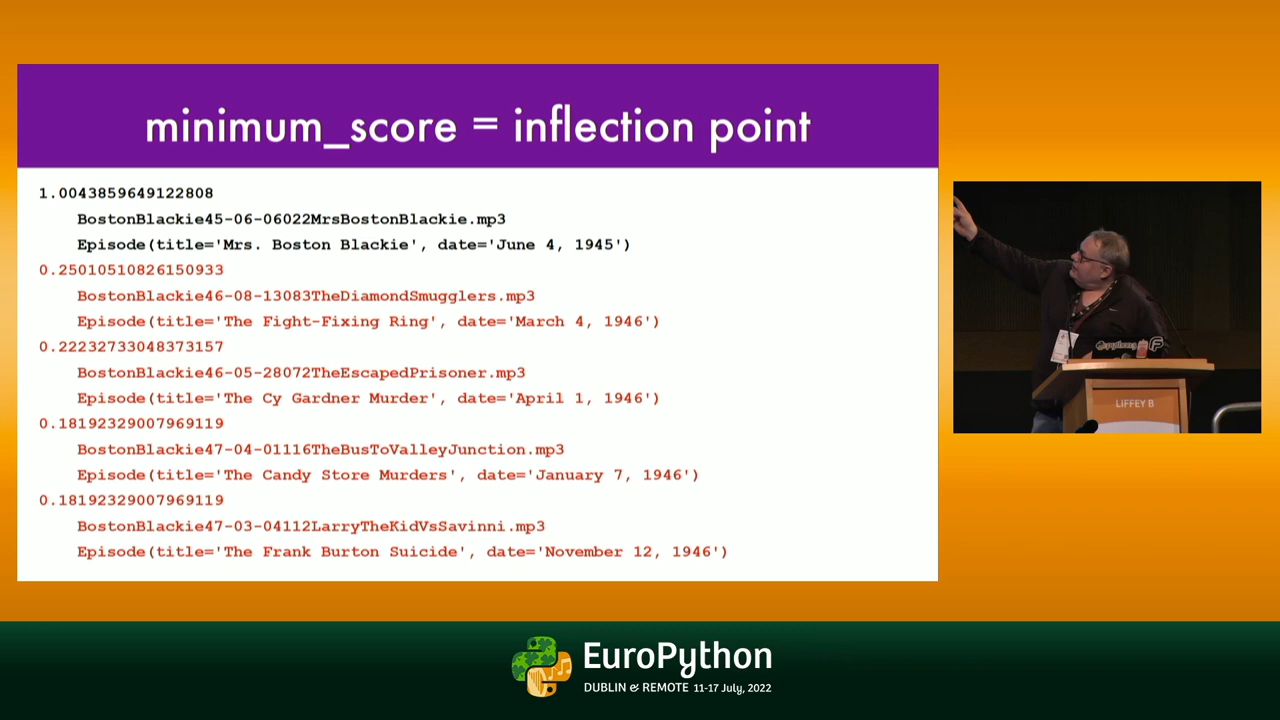 minimum_score = inflection point
1.0043859649122808
BostonBlackie45-06-06022MrsBostonBlackie.mp3
Episode(title='Mrs. Boston Blackie', date='June 4, 1945')
0.25010510826150933
BostonBlackie46-08-13083TheDiamondSmugglers.mp3
Episode(title='The Fight-Fixing Ring', date='March 4, 1946')
0.22232733048373157
BostonBlackie46-05-28072TheEscapedPrisoner.mp3
Episode(title='The Cy Gardner Murder', date='April 1, 1946')
0.18192329007969119
BostonBlackie47-04-01116TheBusToValleyJunction.mp3
Episode(title='The Candy Store Murders', date='January 7, 1946')
0.18192329007969119
BostonBlackie47-03-04112LarryTheKidVsSavinni.mp3
Episode(title='The Frank Burton Suicide', date='November 12, 1946')
LIFFEY B
EuroPython
DUBLIN & REMOTE 11-17 July, 2022